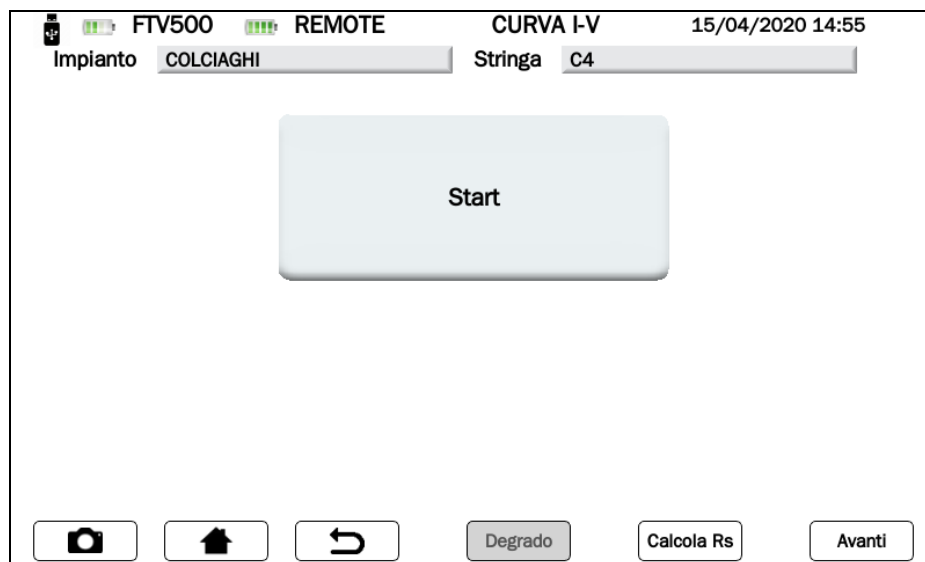 FTV500 REMOTE CURVA I-V 15/04/2020 14:55
Impianto COLCIAGHI Stringa C4
Start
Degrado Calcola Rs Avanti